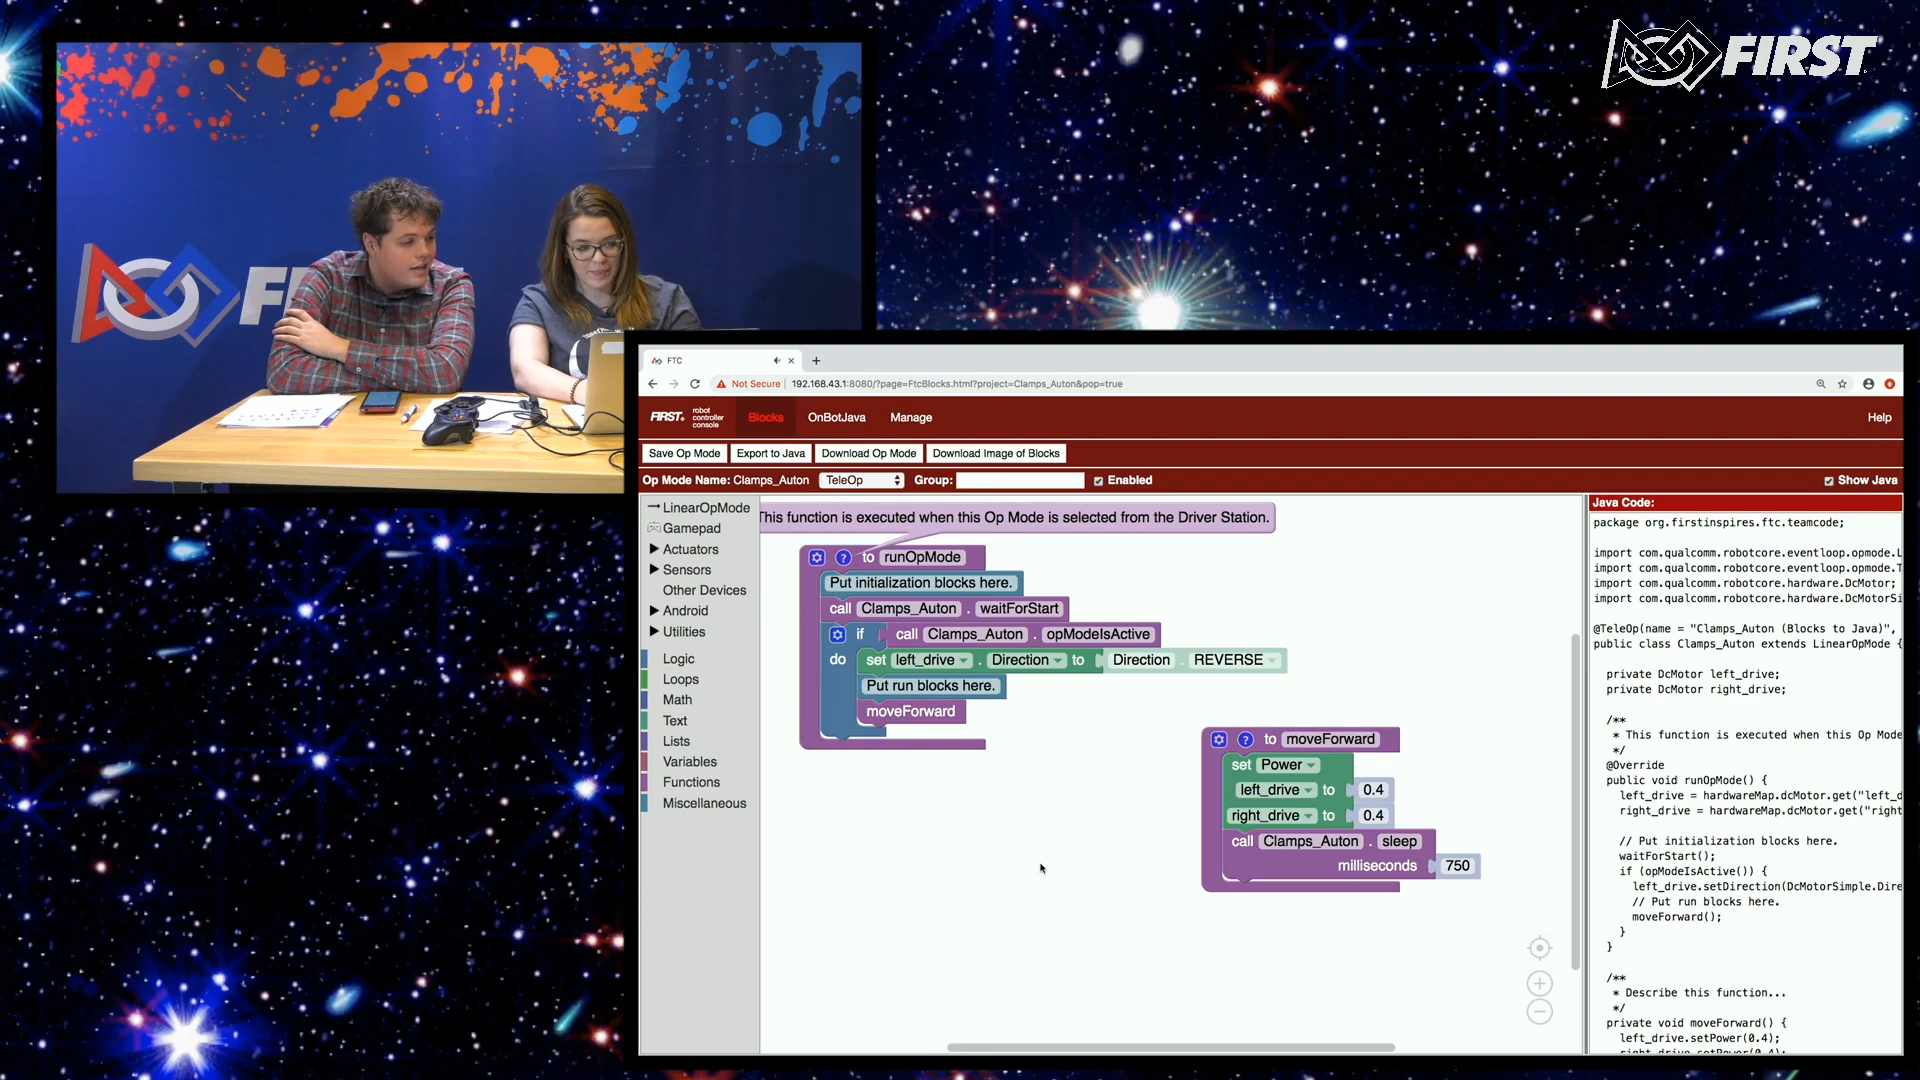 FIRST
FI
FTC
Not Secure
192.168.43.1:8080/?page=FtcBlocks.html?project=Clamps_Auton&pop=true
FIRST
robot
controller
console
Blocks
OnBotJava
Manage
Help
Save Op Mode
Export to Java
Download Op Mode
Download Image of Blocks
Op Mode Name: Clamps_Auton
TeleOp
Group:
Enabled
Show Java
LinearOpMode
Gamepad
Actuators
Sensors
Other Devices
Android
Utilities
Logic
Loops
Math
Text
Lists
Variables
Functions
Miscellaneous
This function is executed when this Op Mode is selected from the Driver Station.
? to runOpMode
Put initialization blocks here.
call Clamps_Auton . waitForStart
if call Clamps_Auton . opModeIsActive
do set left_drive . Direction to Direction . REVERSE
Put run blocks here.
moveForward
? to moveForward
set Power
left_drive to 0.4
right_drive to 0.4
call Clamps_Auton . sleep
milliseconds 750
Java Code:
package org.firstinspires.ftc.teamcode;
import com.qualcomm.robotcore.eventloop.opmode.L
import com.qualcomm.robotcore.eventloop.opmode.T
import com.qualcomm.robotcore.hardware.DcMotor;
import com.qualcomm.robotcore.hardware.DcMotorSi
@TeleOp(name = "Clamps_Auton (Blocks to Java)",
public class Clamps_Auton extends LinearOpMode {
private DcMotor left_drive;
private DcMotor right_drive;
/**
* This function is executed when this Op Mode
*/
@Override
public void runOpMode() {
left_drive = hardwareMap.dcMotor.get("left_d
right_drive = hardwareMap.dcMotor.get("right
// Put initialization blocks here.
waitForStart();
if (opModeIsActive()) {
left_drive.setDirection(DcMotorSimple.Dire
// Put run blocks here.
moveForward();
}
}
/**
* Describe this function...
*/
private void moveForward() {
left_drive.setPower(0.4);
right_drive.setPower(0.4);